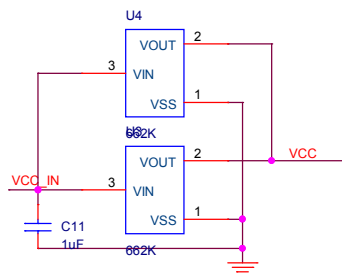 U4
VOUT 2
3 VIN
VSS 1
662K
U3
VOUT 2
VCC
VCC_IN
3 VIN
VSS 1
C11
1uF
662K